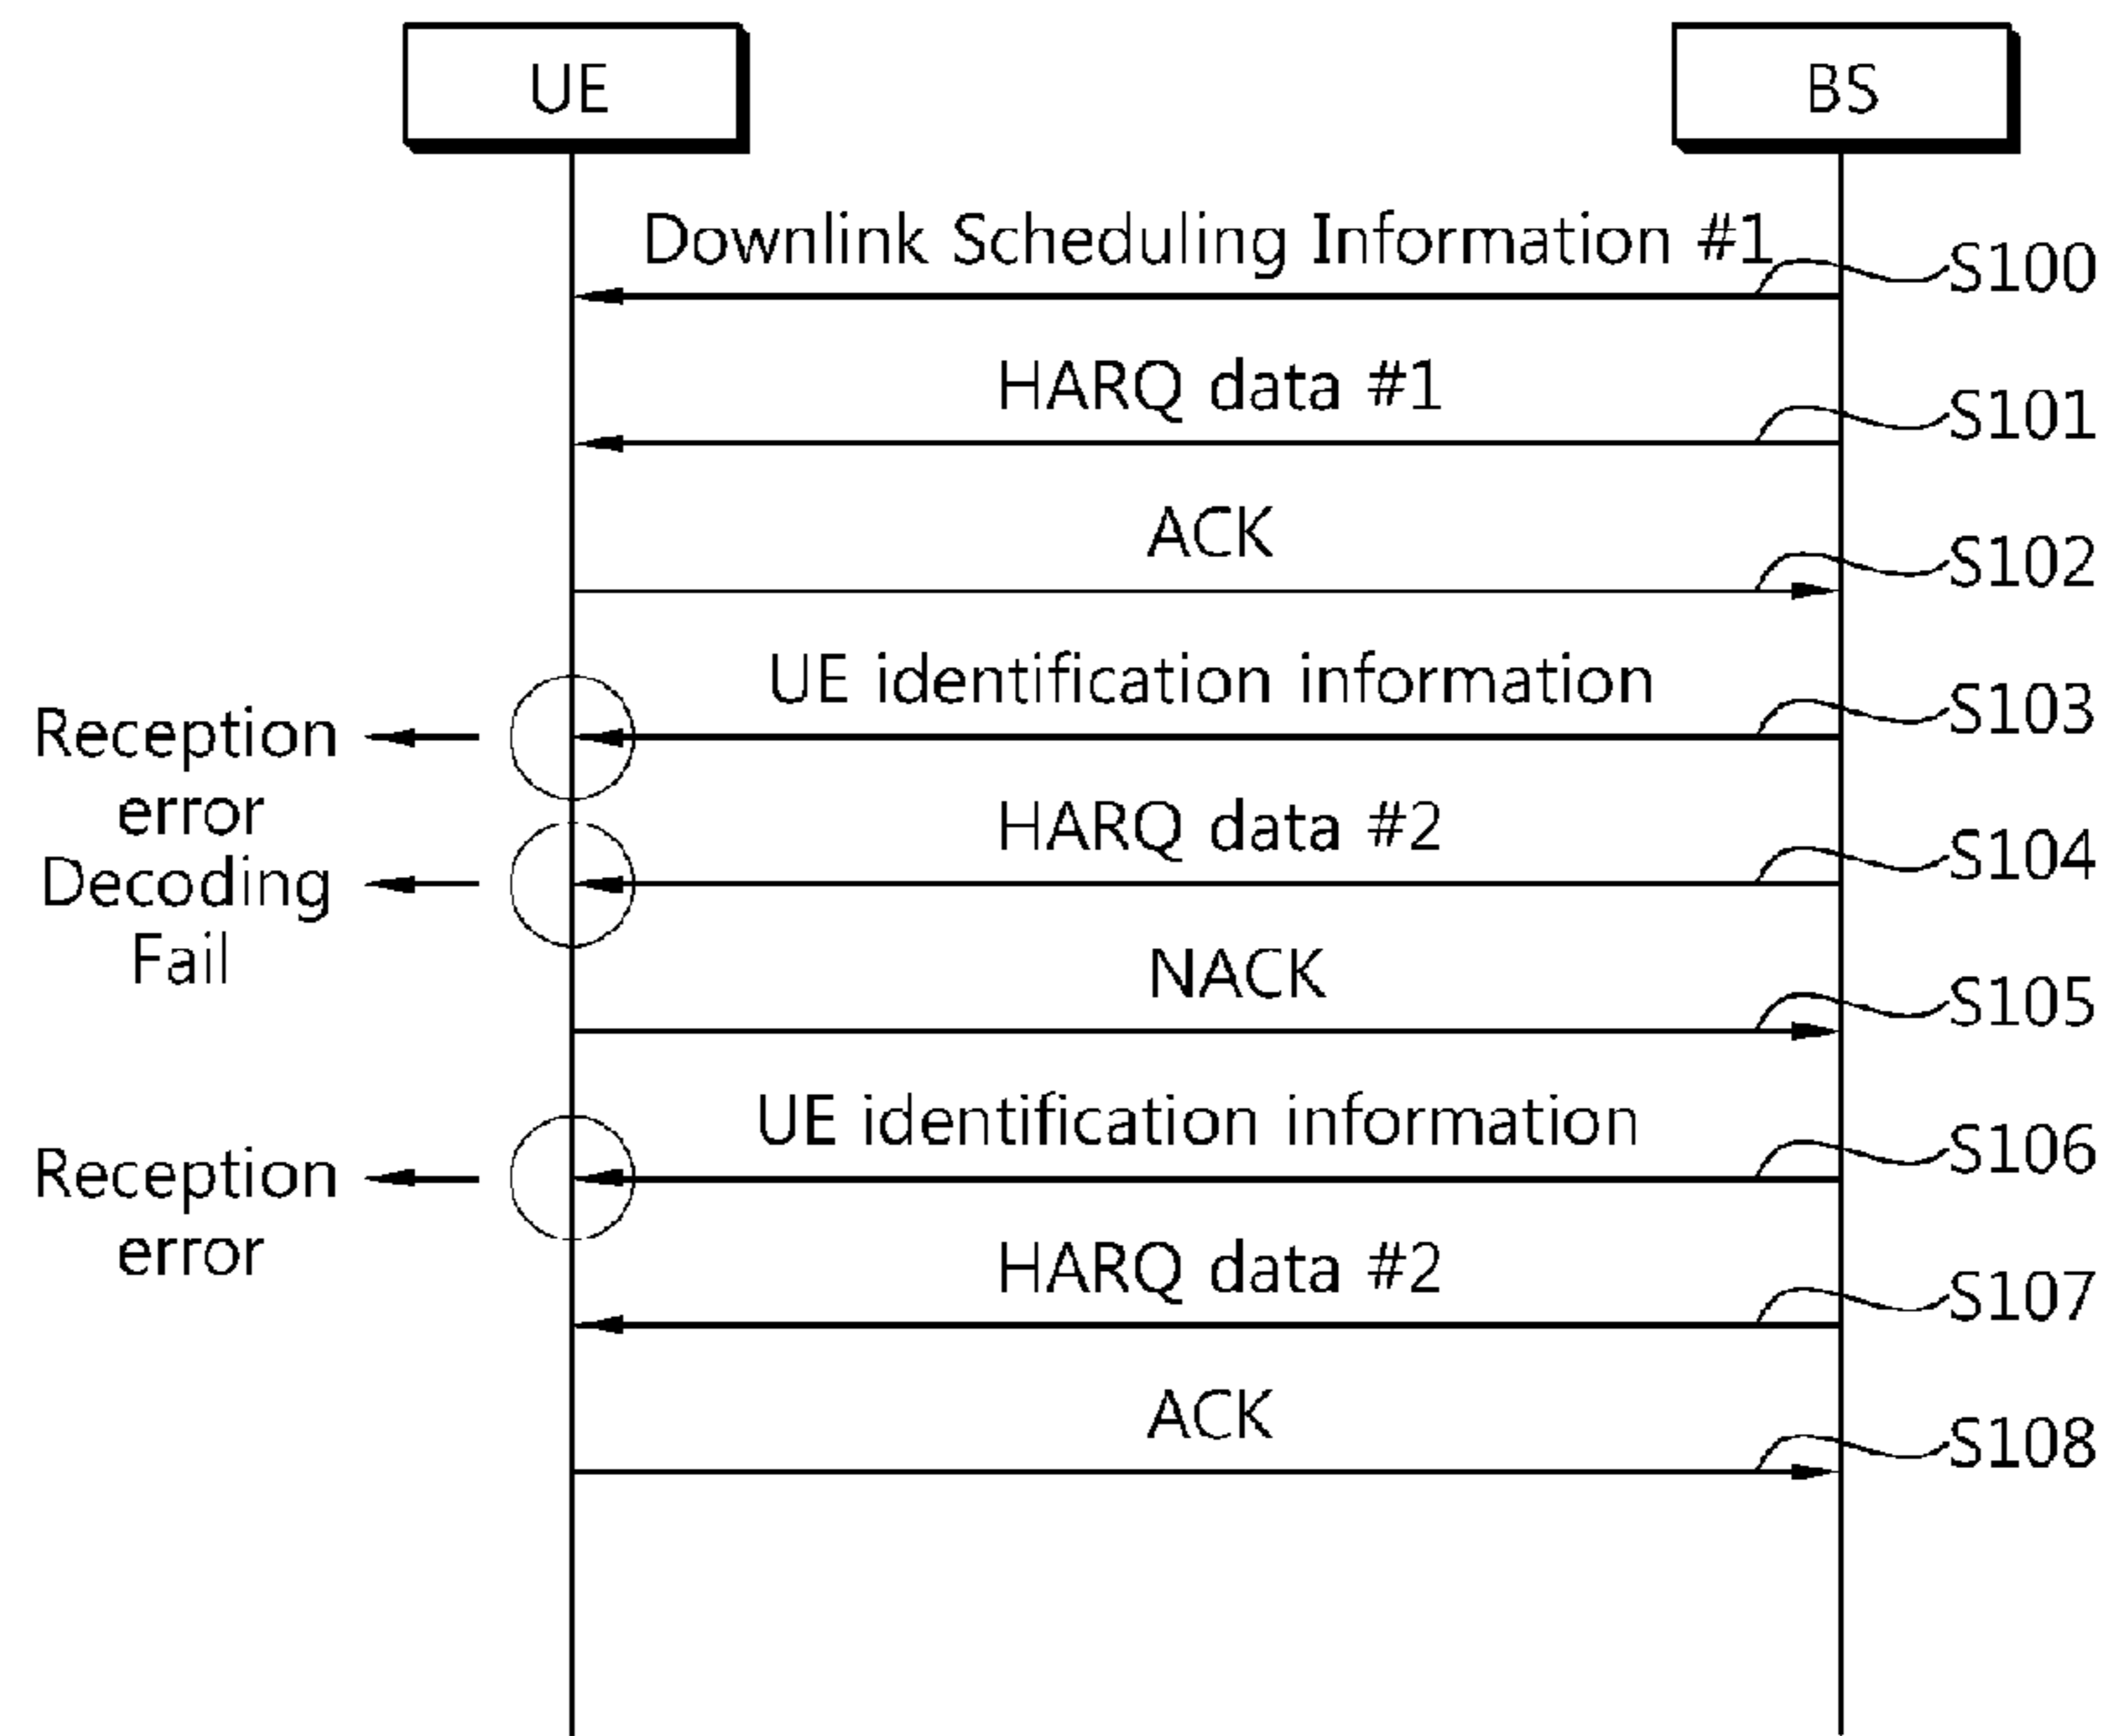 UE
BS
Downlink Scheduling Information #1
S100
HARQ data #1
S101
ACK
S102
UE identification information
S103
Reception
error
HARQ data #2
S104
Decoding
Fail
NACK
S105
UE identification information
S106
Reception
error
HARQ data #2
S107
ACK
S108